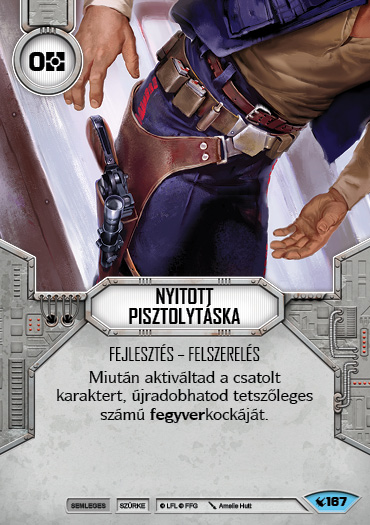 0
NYITOTT
PISZTOLYTÁSKA
FEJLESZTÉS – FELSZERELÉS
Miután aktiváltad a csatolt
karaktert, újradobhatod tetszőleges
számú fegyverkockáját.
SEMLEGES SZÜRKE © LFL © FFG Amelie Hutt 167